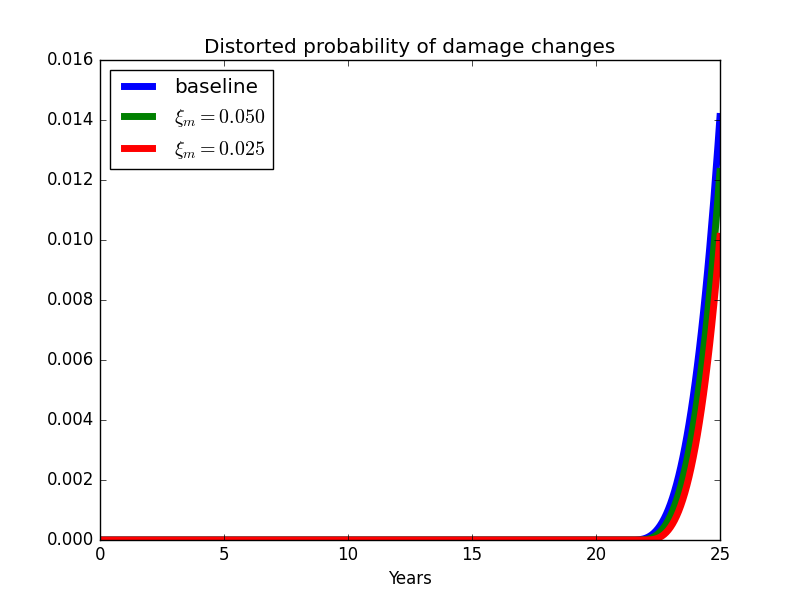 Distorted probability of damage changes
0.016
0.014
0.012
0.010
0.008
0.006
0.004
0.002
0.000
baseline
ξₘ = 0.050
ξₘ = 0.025
0 5 10 15 20 25
Years